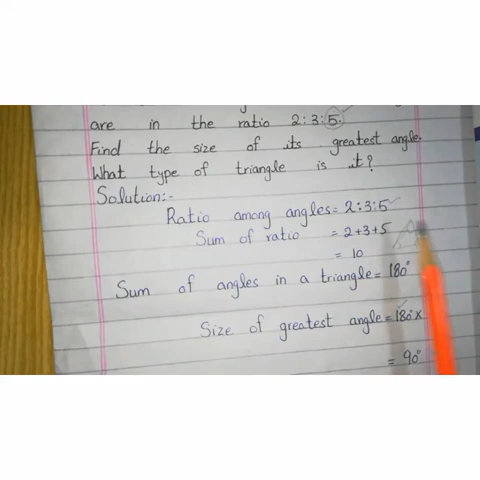 are in the ratio 2:3:5.
Find the size of its greatest angle.
What type of triangle is it?
Solution:-
Ratio among angles = 2:3:5
Sum of ratio = 2+3+5
= 10
Sum of angles in a triangle = 180°
Size of greatest angle = 180° x
= 90°